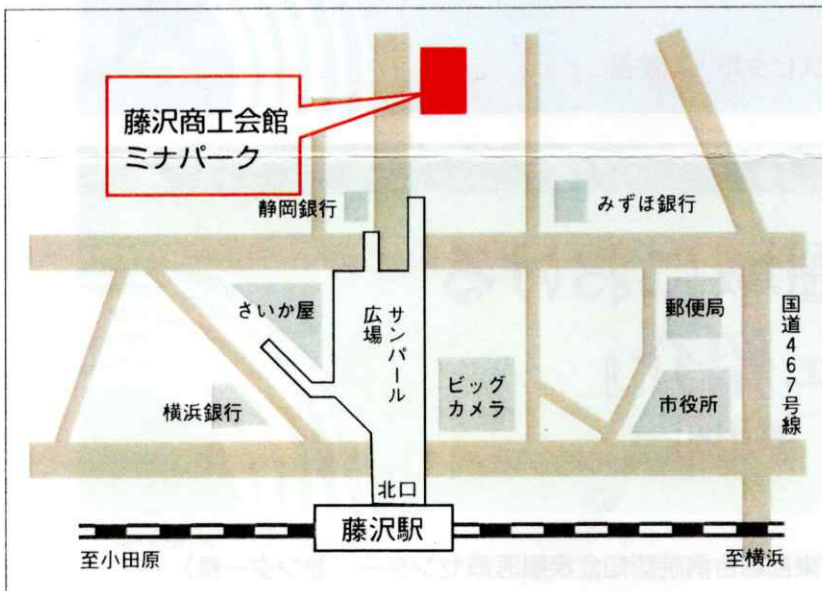 藤沢商工会館
ミナパーク
静岡銀行
みずほ銀行
さいか屋
サンパール
広場
郵便局
国道467号線
横浜銀行
ビッグ
カメラ
市役所
北口
藤沢駅
至小田原
至横浜